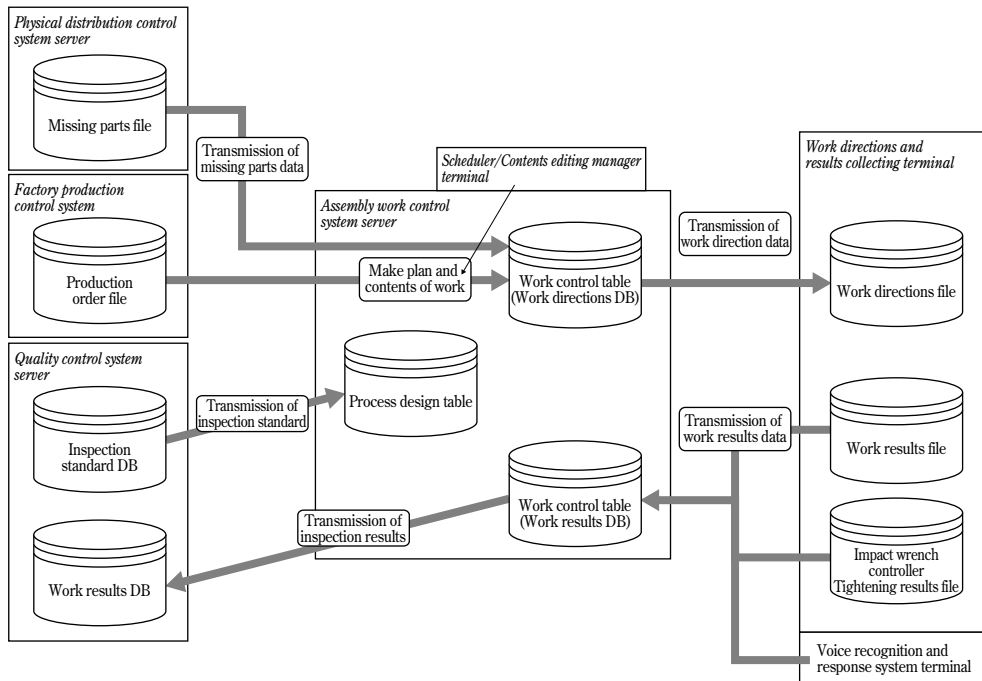 Physical distribution control
system server
Missing parts file
Transmission of
missing parts data
Factory production
control system
Production
order file
Quality control system
server
Inspection
standard DB
Transmission of
inspection standard
Work results DB
Scheduler/Contents editing manager
terminal
Assembly work control
system server
Make plan and
contents of work
Work control table
(Work directions DB)
Process design table
Work control table
(Work results DB)
Transmission of
inspection results
Transmission of
work direction data
Transmission of
work results data
Work directions and
results collecting terminal
Work directions file
Work results file
Impact wrench
controller
Tightening results file
Voice recognition and
response system terminal